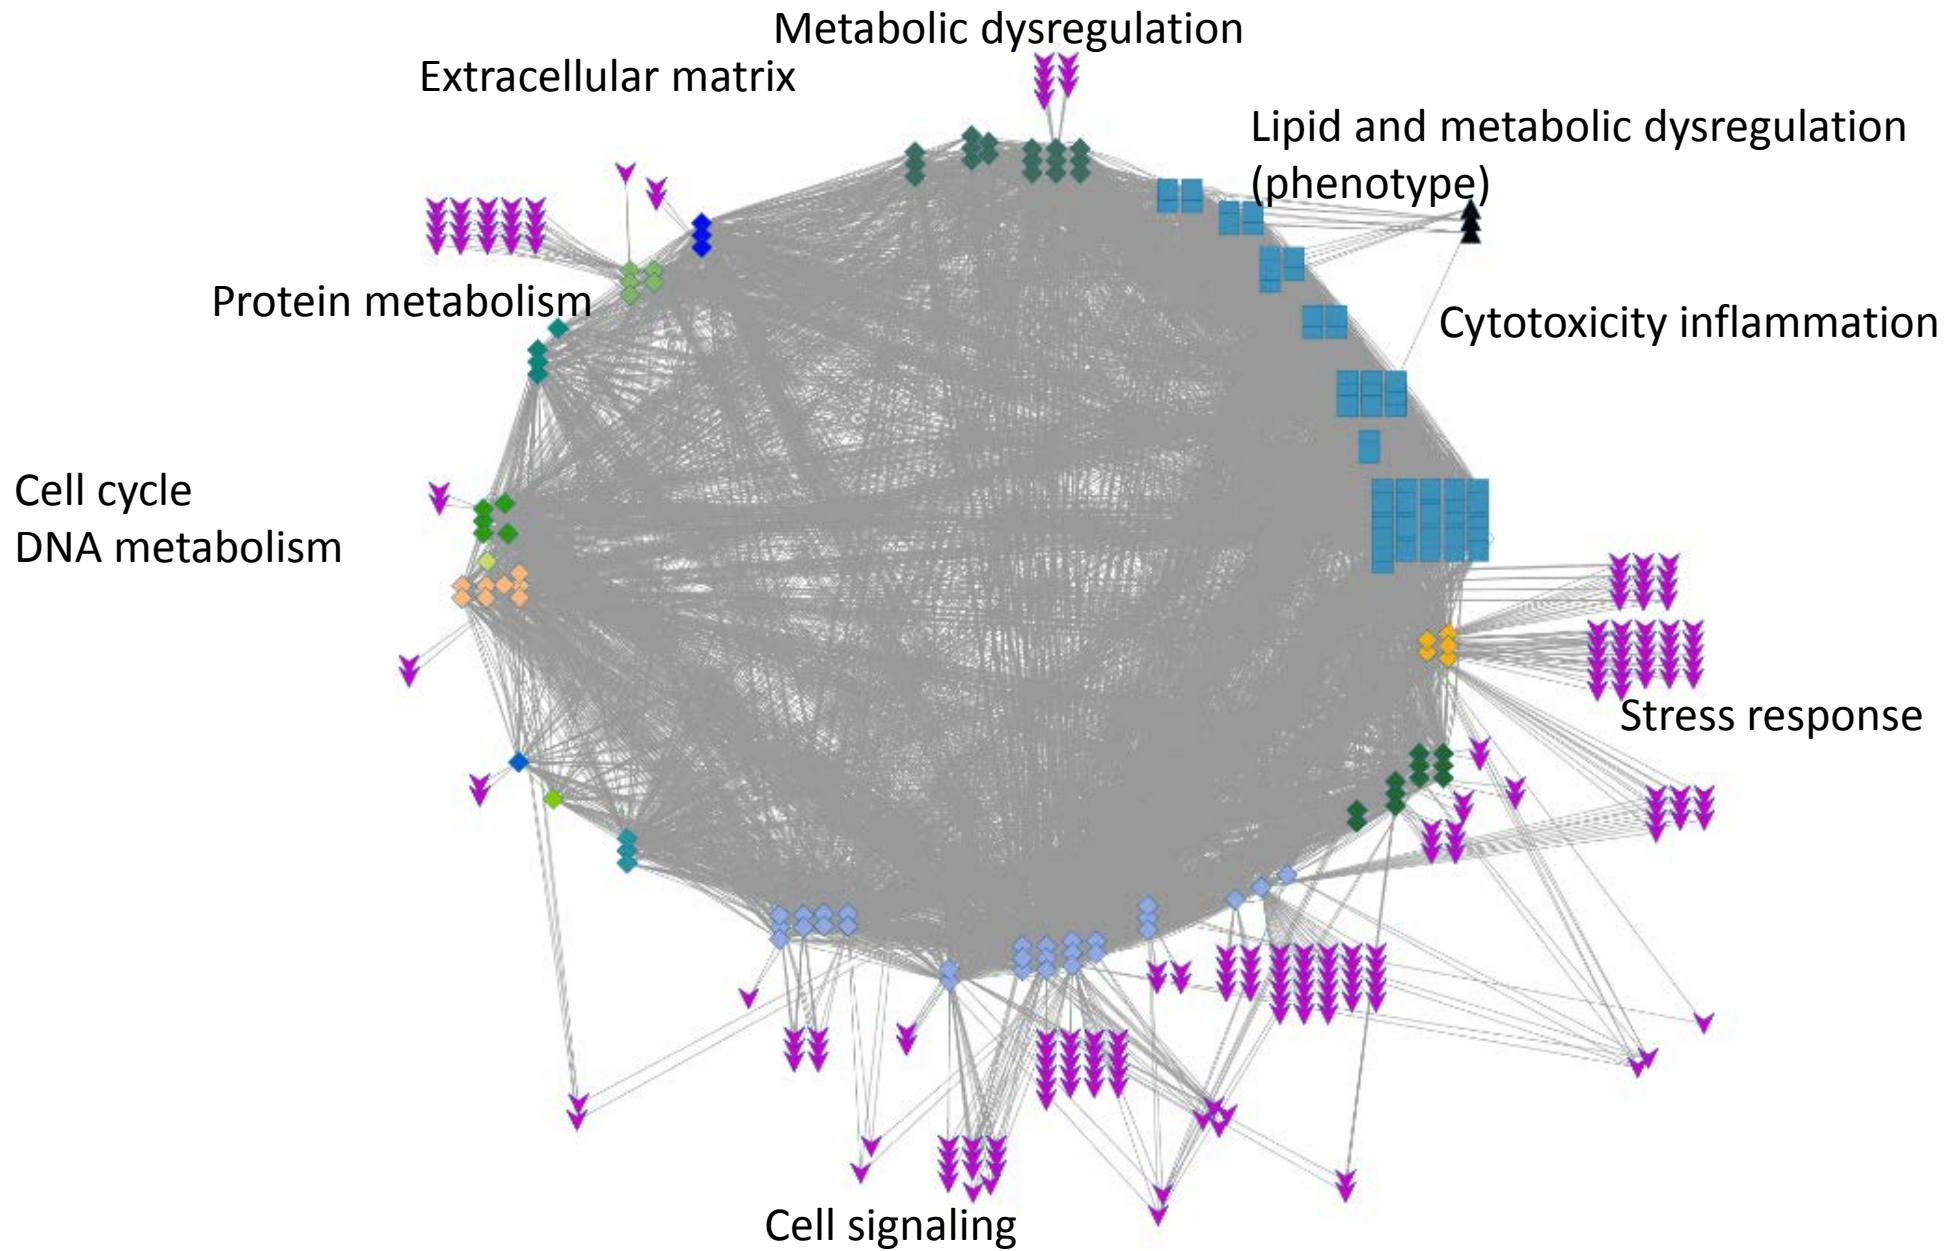 Metabolic dysregulation
Extracellular matrix
Lipid and metabolic dysregulation
(phenotype)
Protein metabolism
Cytotoxicity inflammation
Cell cycle
DNA metabolism
Stress response
Cell signaling